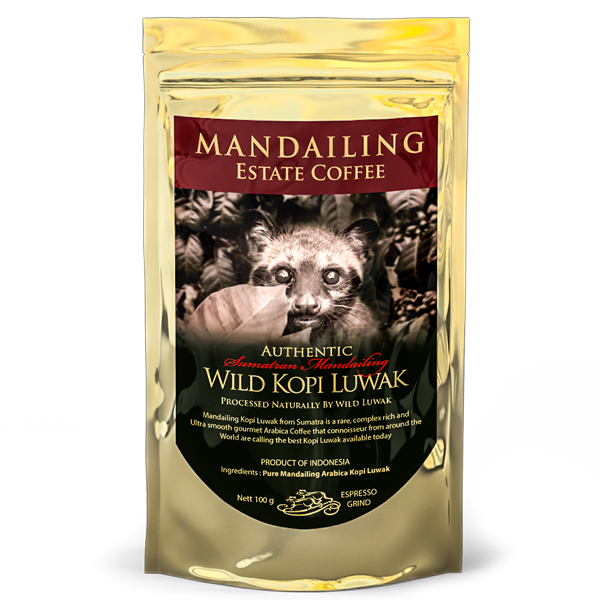 MANDAILING
ESTATE COFFEE
AUTHENTIC
Sumatran Mandailing
WILD KOPI LUWAK
PROCESSED NATURALLY BY WILD LUWAK
Mandailing Kopi Luwak from Sumatra is a rare, complex rich and
Ultra smooth gourmet Arabica Coffee that connoisseur from around the
World are calling the best Kopi Luwak available today
PRODUCT OF INDONESIA
Ingredients : Pure Mandailing Arabica Kopi Luwak
Nett 100 g
ESPRESSO
GRIND